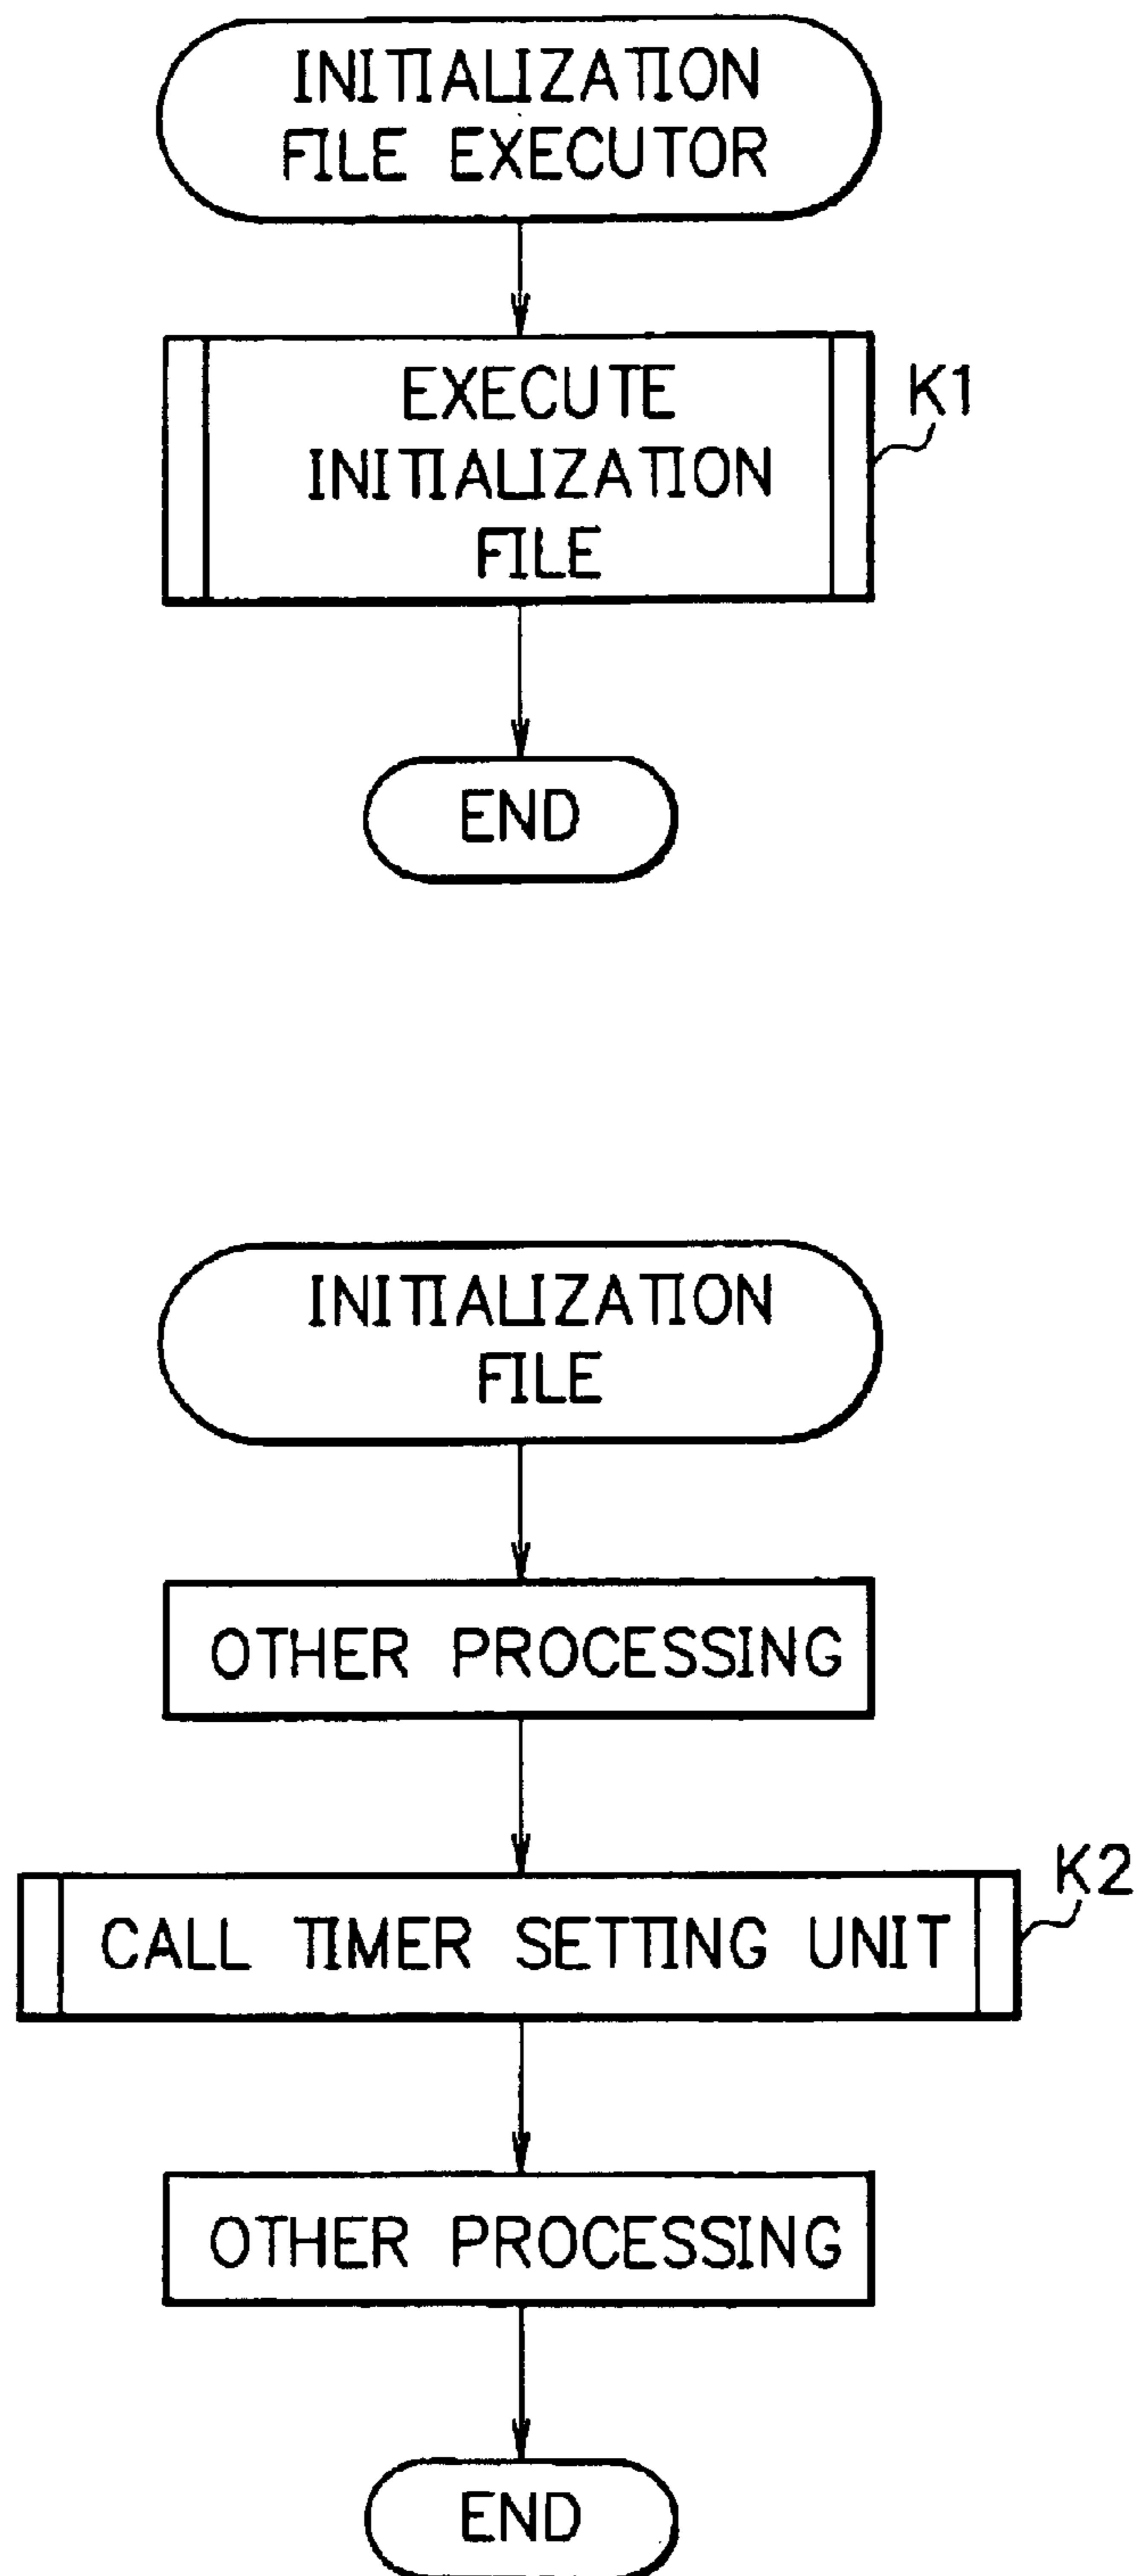 INITIALIZATION
FILE EXECUTOR
EXECUTE
INITIALIZATION
FILE
K1
END
INITIALIZATION
FILE
OTHER PROCESSING
CALL TIMER SETTING UNIT
K2
OTHER PROCESSING
END